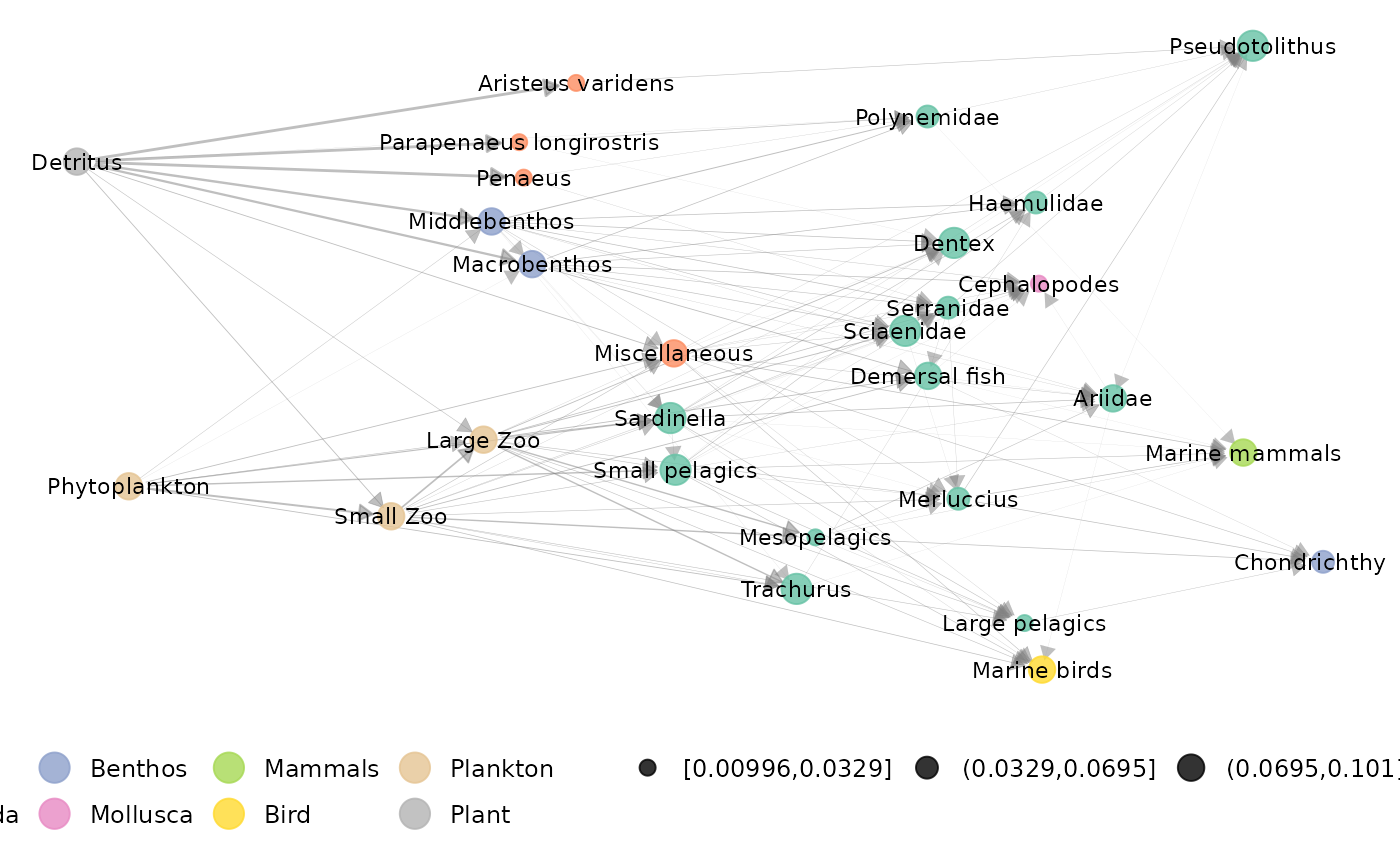 Pseudotolithus
Aristeus varidens
Polynemidae
Parapenaeus longirostris
Detritus
Penaeus
Haemulidae
Middlebenthos
Dentex
Macrobenthos
Cephalopodes
Serranidae
Sciaenidae
Miscellaneous
Demersal fish
Ariidae
Sardinella
Large Zoo
Marine mammals
Small pelagics
Phytoplankton
Merluccius
Small Zoo
Mesopelagics
Chondrichthy
Trachurus
Large pelagics
Marine birds
Benthos Mammals Plankton [0.00996,0.0329] (0.0329,0.0695] (0.0695,0.101]
da Mollusca Bird Plant